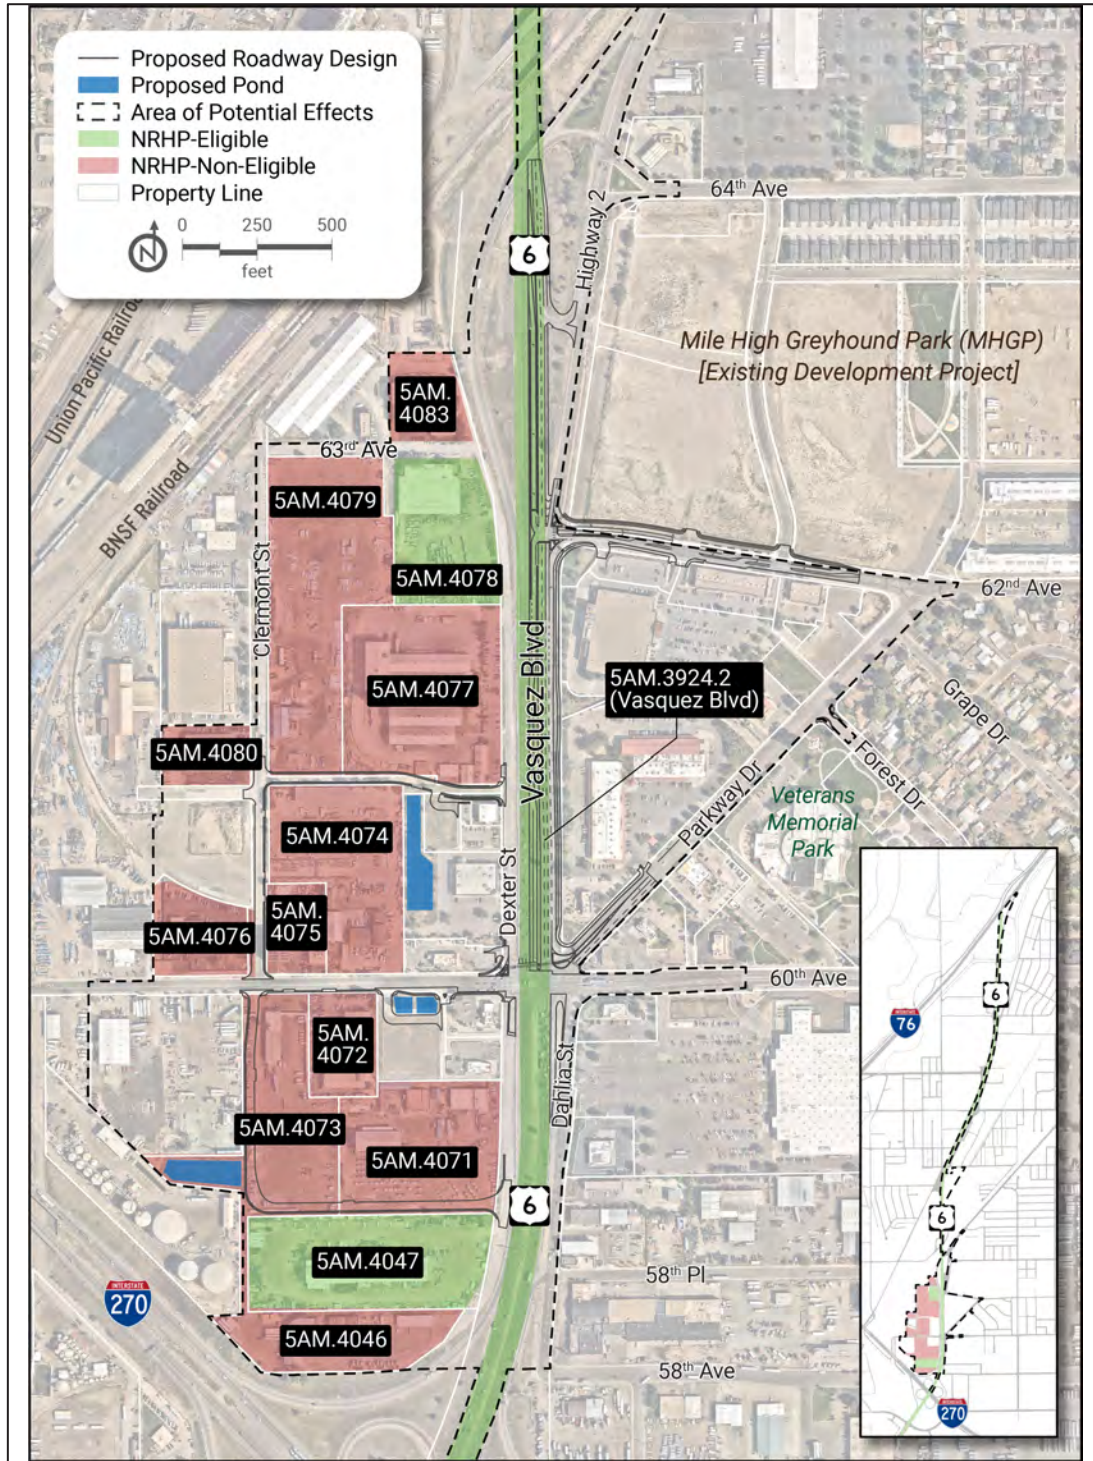 Proposed Roadway Design
Proposed Pond
Area of Potential Effects
NRHP-Eligible
NRHP-Non-Eligible
Property Line
N
0 250 500
feet
Union Pacific Railroad
BNSF Railroad
6
Highway 2
64th Ave
Mile High Greyhound Park (MHGP)
[Existing Development Project]
5AM.
4083
63rd Ave
5AM.4079
5AM.4078
Clermont St
62nd Ave
Vasquez Blvd
5AM.4077
5AM.3924.2
(Vasquez Blvd)
Grape Dr
Forest Dr
5AM.4080
Parkway Dr
Veterans
Memorial
Park
5AM.4074
Dexter St
5AM.
4075
5AM.4076
60th Ave
5AM.
4072
Dahlia St
5AM.4073
5AM.4071
6
5AM.4047
58th Pl
INTERSTATE
270
5AM.4046
58th Ave
6
INTERSTATE
76
6
INTERSTATE
270